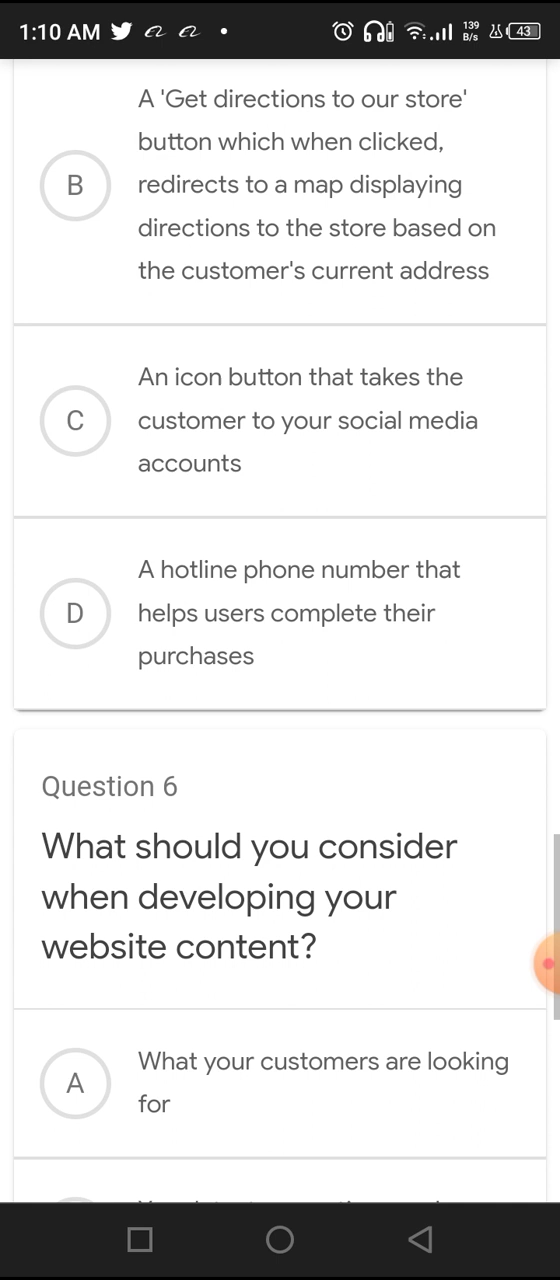 1:10 AM
139
B/s
43
A 'Get directions to our store'
button which when clicked,
B
redirects to a map displaying
directions to the store based on
the customer's current address
An icon button that takes the
C
customer to your social media
accounts
A hotline phone number that
D
helps users complete their
purchases
Question 6
What should you consider
when developing your
website content?
A
What your customers are looking
for